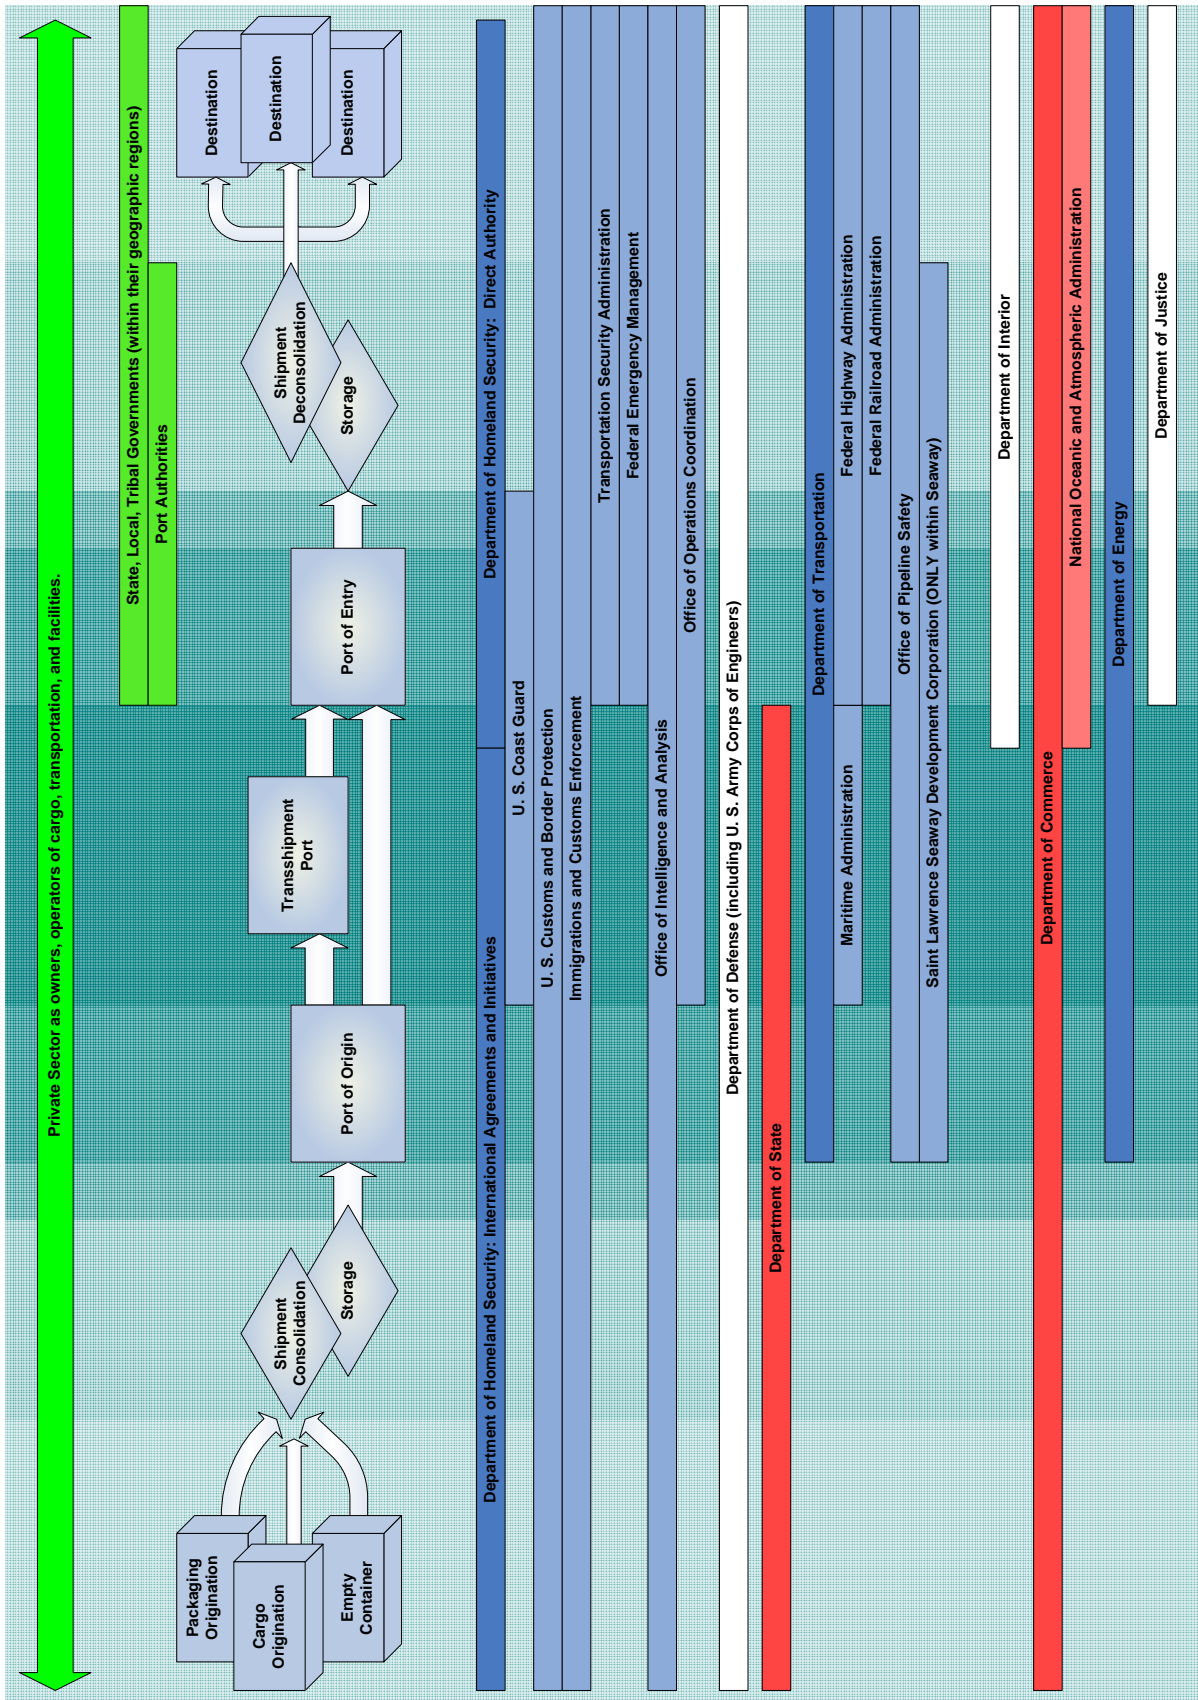 Private Sector as owners, operators of cargo, transportation, and facilities.
State, Local, Tribal Governments (within their geographic regions)
Port Authorities
Packaging
Origination
Cargo
Origination
Empty
Container
Shipment
Consolidation
Storage
Port of Origin
Transshipment
Port
Port of Entry
Shipment
Deconsolidation
Storage
Destination
Destination
Destination
Department of Homeland Security: International Agreements and Initiatives
Department of Homeland Security: Direct Authority
U. S. Coast Guard
U. S. Customs and Border Protection
Immigrations and Customs Enforcement
Transportation Security Administration
Federal Emergency Management
Office of Intelligence and Analysis
Office of Operations Coordination
Department of Defense (including U. S. Army Corps of Engineers)
Department of State
Department of Transportation
Maritime Administration
Federal Highway Administration
Federal Railroad Administration
Office of Pipeline Safety
Saint Lawrence Seaway Development Corporation (ONLY within Seaway)
Department of Interior
Department of Commerce
National Oceanic and Atmospheric Administration
Department of Energy
Department of Justice